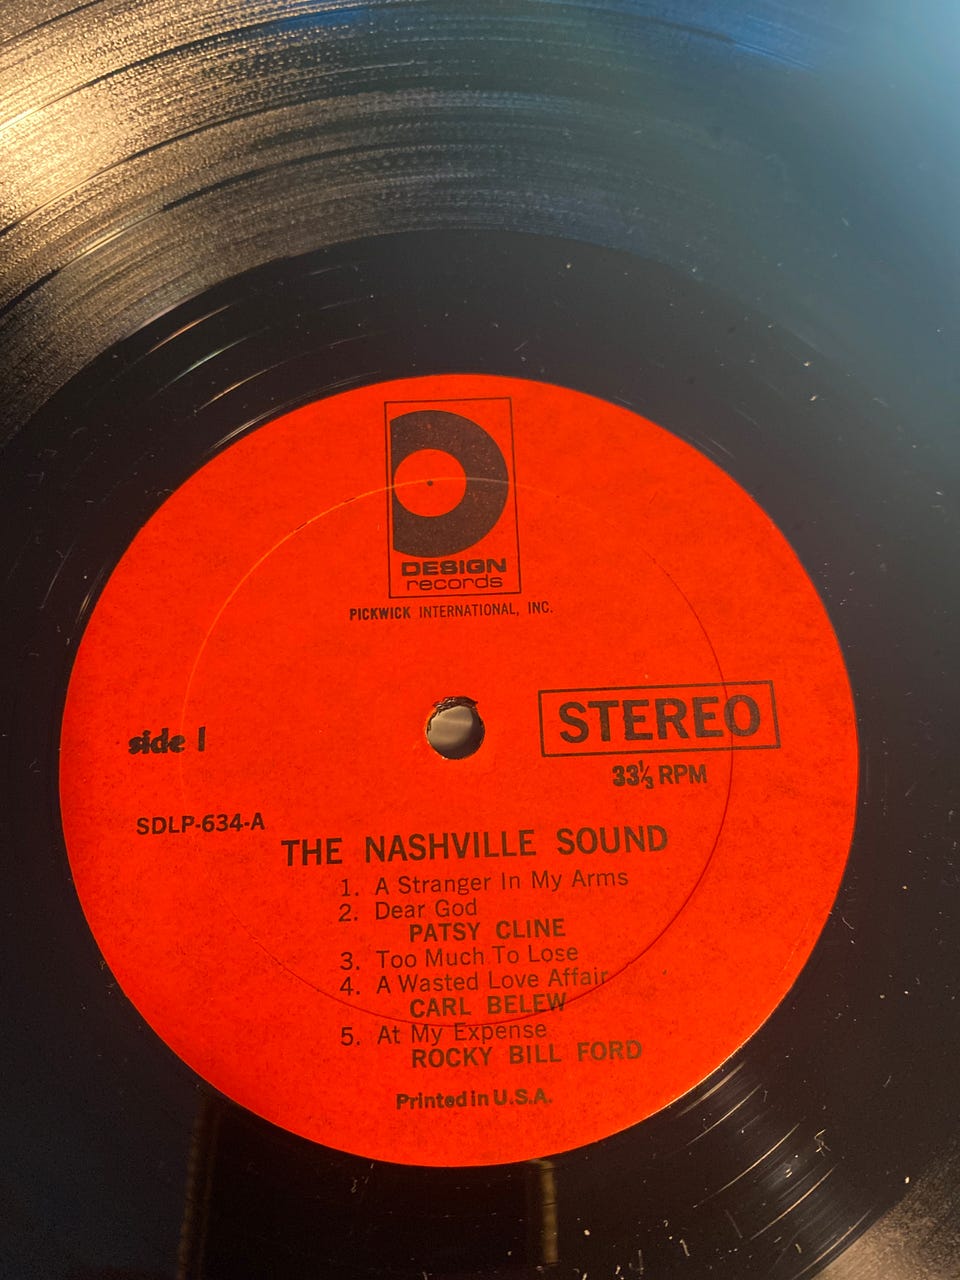 DESIGN
records
PICKWICK INTERNATIONAL, INC.
side 1
STEREO
33⅓ RPM
SDLP-634-A
THE NASHVILLE SOUND
1. A Stranger In My Arms
2. Dear God
PATSY CLINE
3. Too Much To Lose
4. A Wasted Love Affair
CARL BELEW
5. At My Expense
ROCKY BILL FORD
Printed in U.S.A.